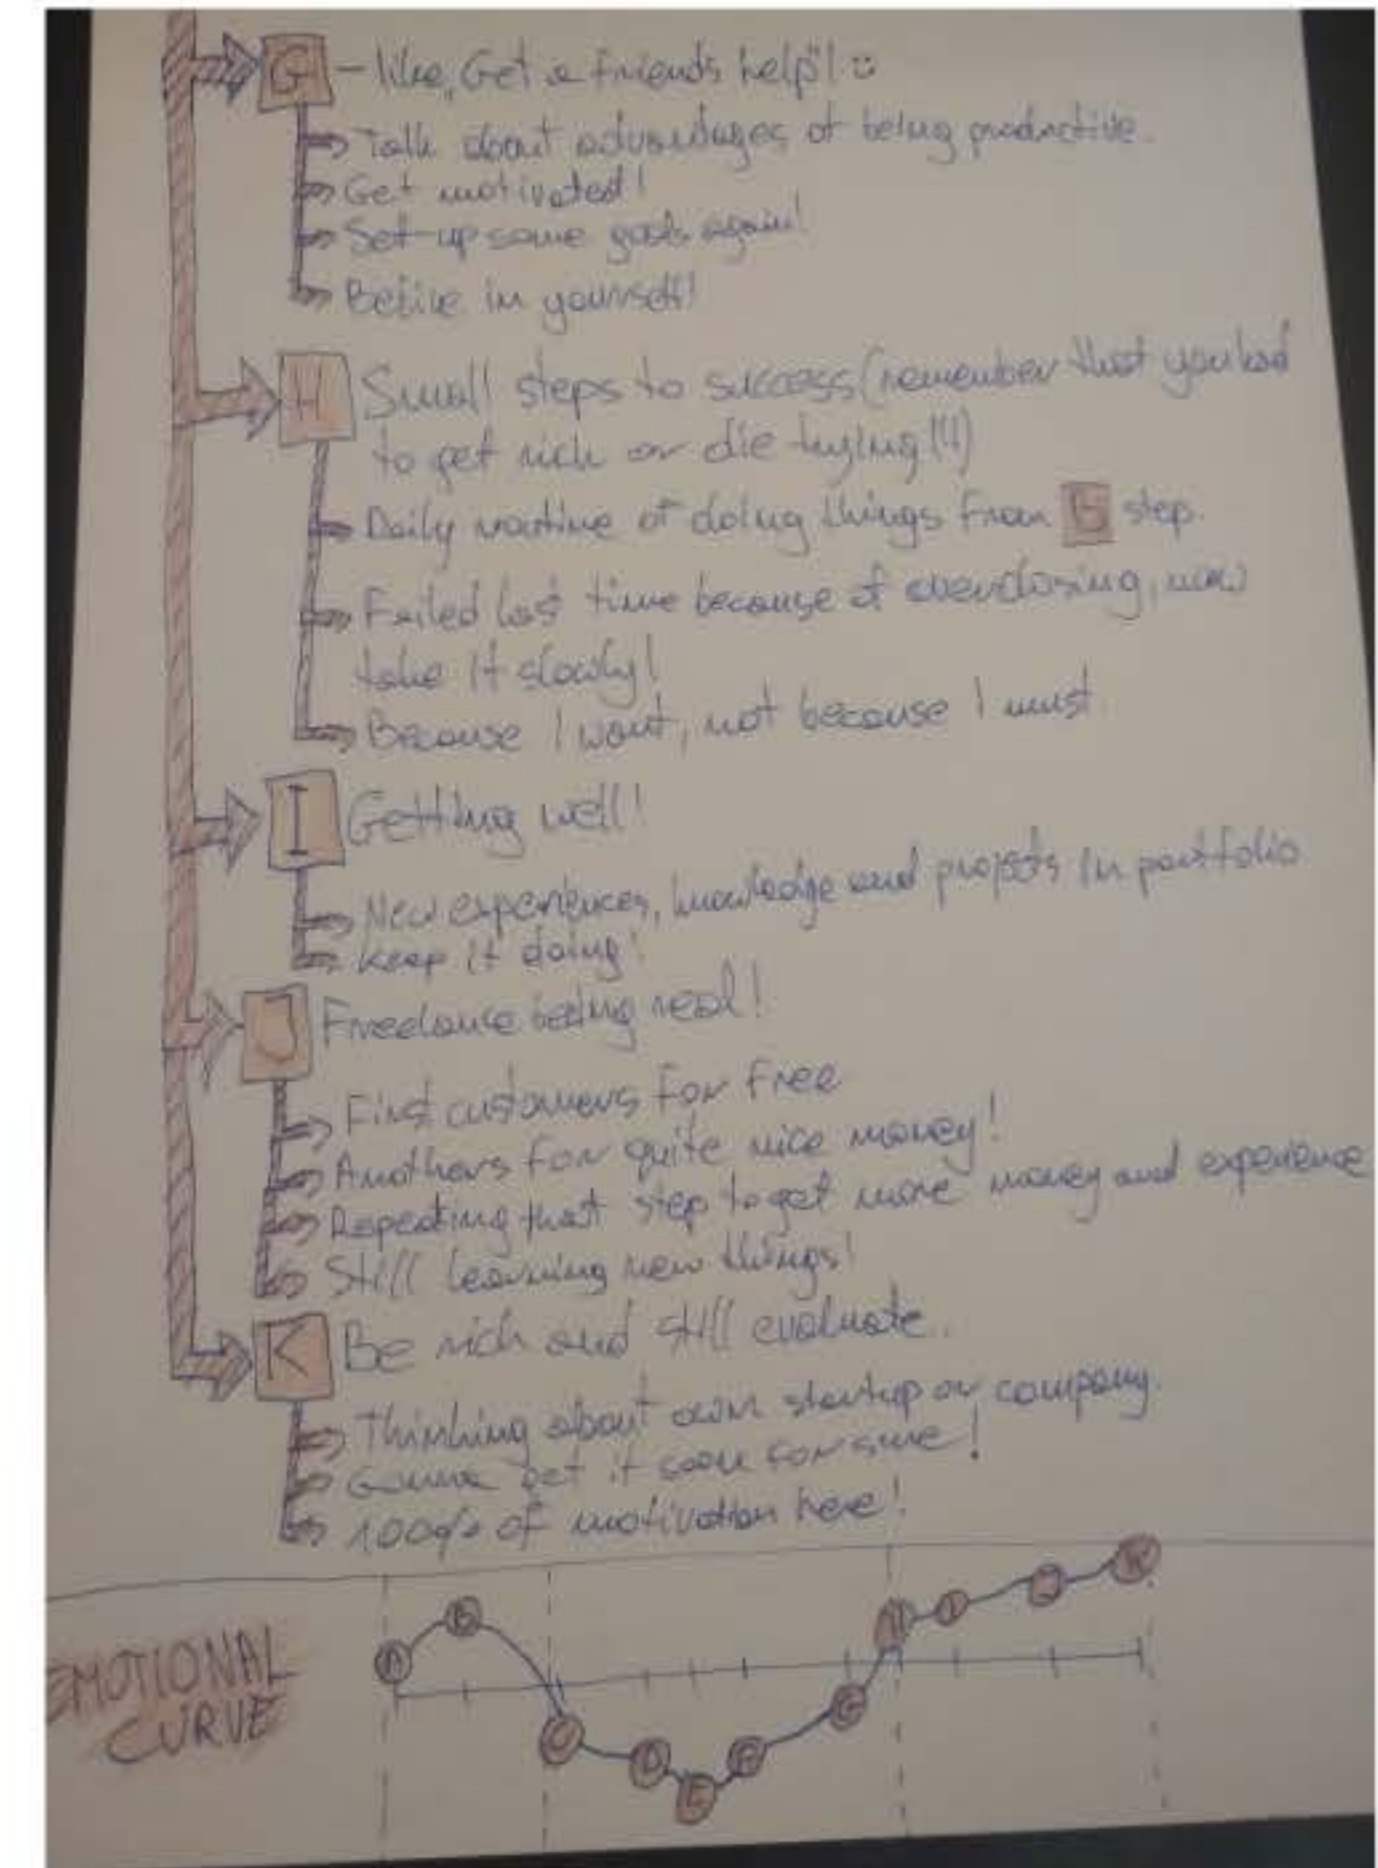 G - like „Get a friends help"! :)
Talk about advantages of being productive.
Get motivated!
Set-up some goals again!
Belive in yourself!
H Small steps to success (remember that you had
to get rich or die trying!!)
Daily routine of doing things from B step.
Failed last time because of overdosing, now
take it slowly!
Because I want, not because I must.
I Getting well!
New experiences, knowledge and projects in portfolio
Keep it doing!
J Freelance being real!
First customers for free
Anothers for quite nice money!
Repeating that step to get more money and experience
Still learning new things!
K Be rich and still evaluate..
Thinking about own startup or company.
Gonna get it soon for sure!
100% of motivation here!
EMOTIONAL
CURVE
A B C D E F G H I J K